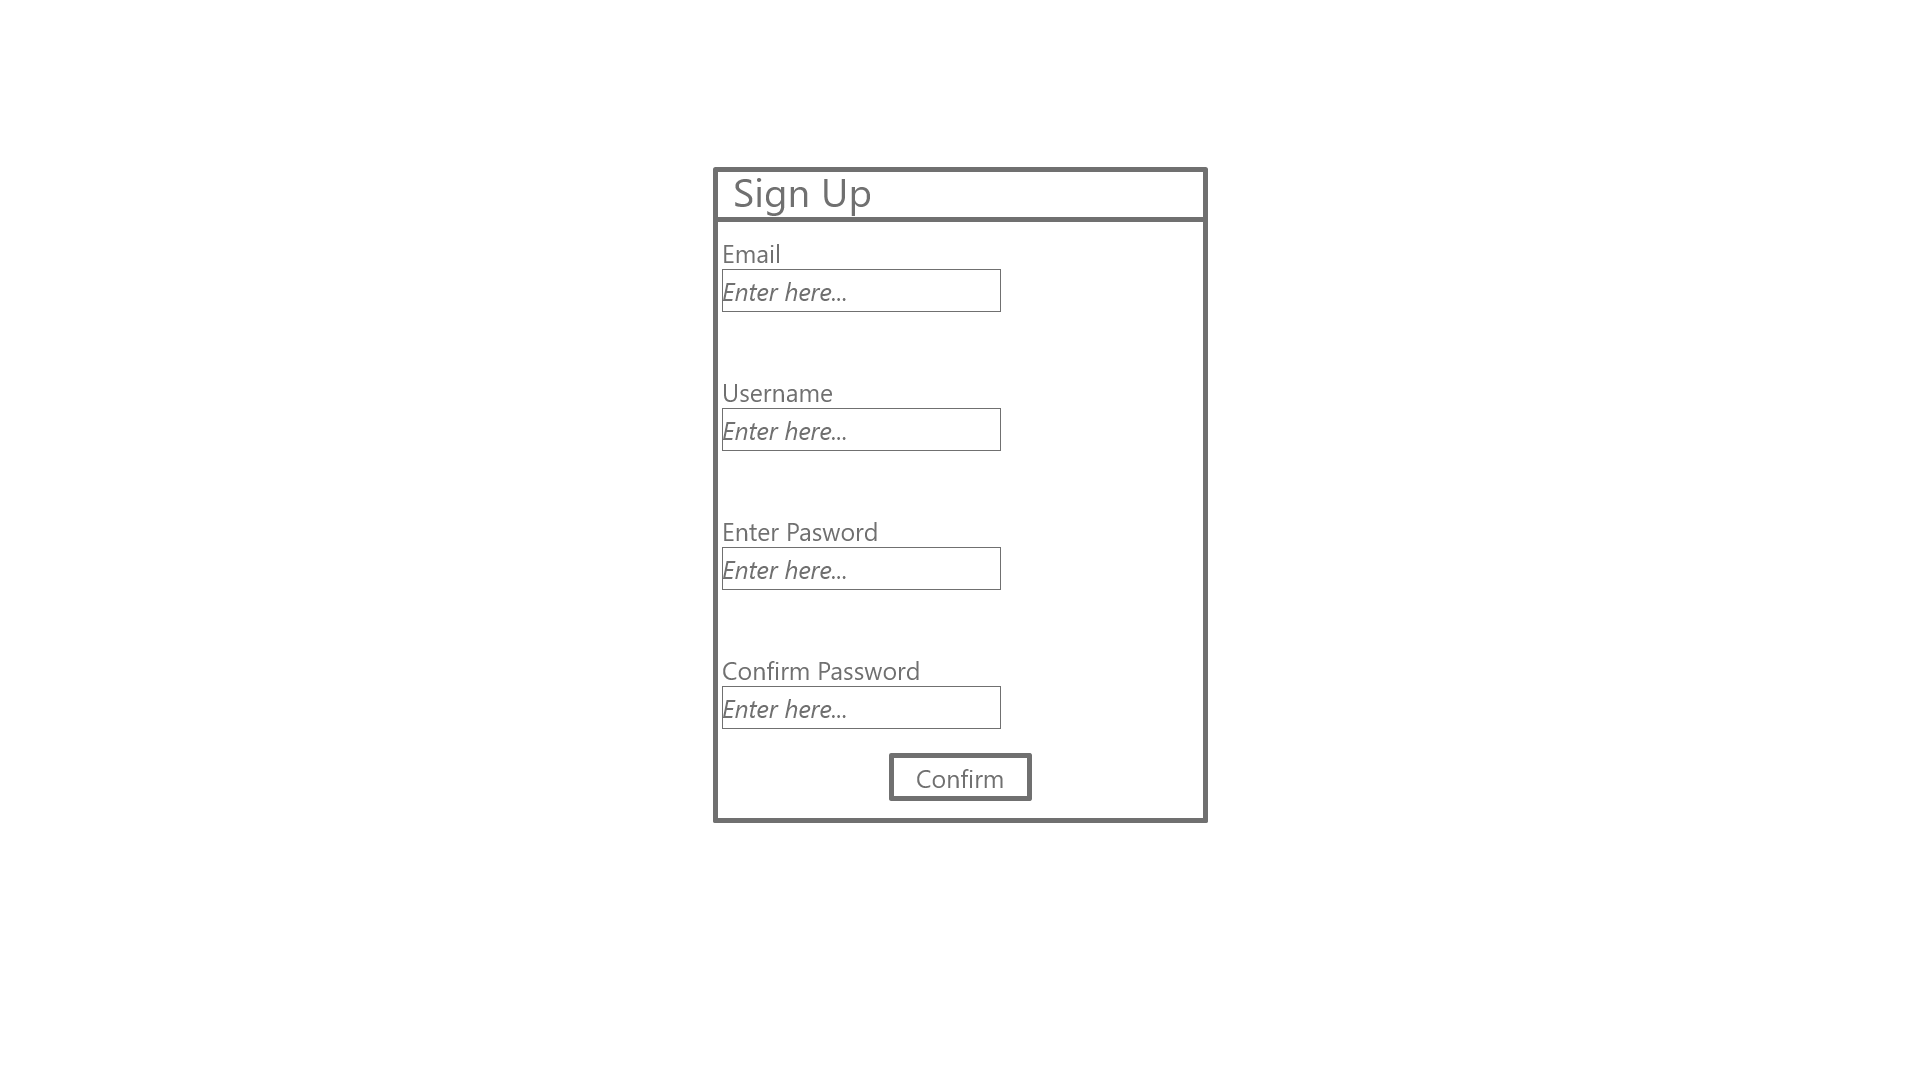 Sign Up
Email
Enter here...
Username
Enter here...
Enter Pasword
Enter here...
Confirm Password
Enter here...
Confirm